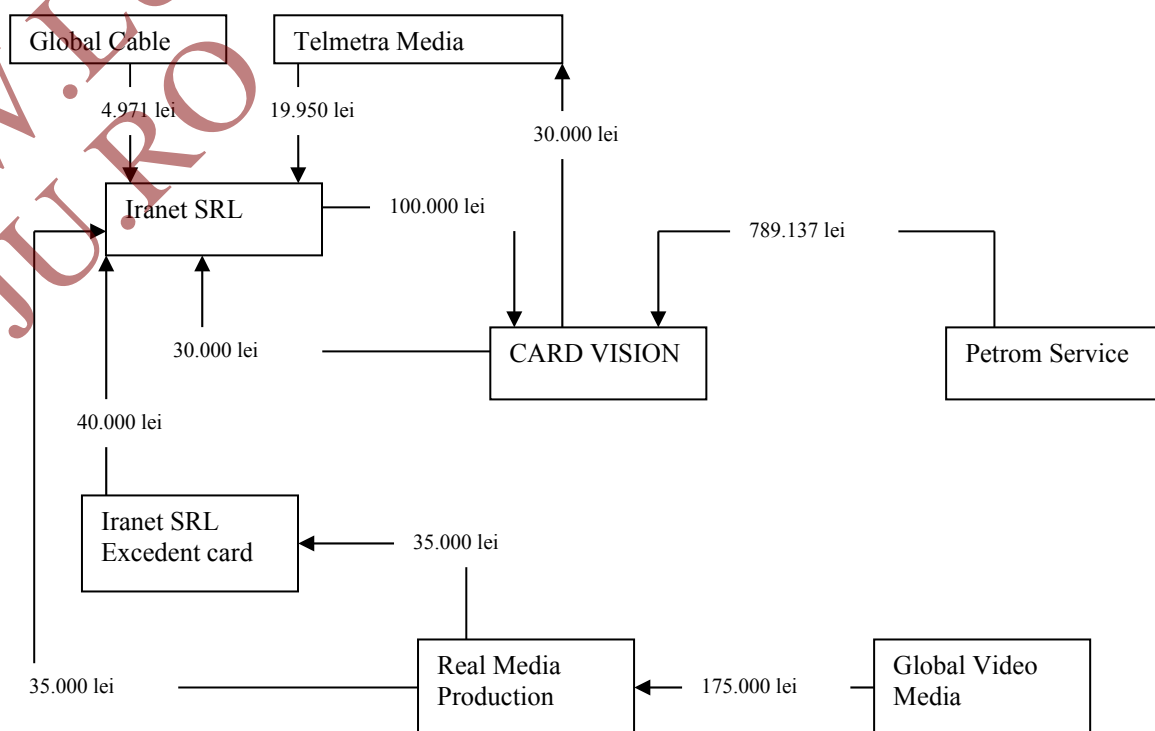 Global Cable
Telmetra Media
4.971 lei
19.950 lei
30.000 lei
Iranet SRL
100.000 lei
789.137 lei
30.000 lei
CARD VISION
Petrom Service
40.000 lei
Iranet SRL
Excedent card
35.000 lei
Real Media
Production
Global Video
Media
35.000 lei
175.000 lei
JU.RO